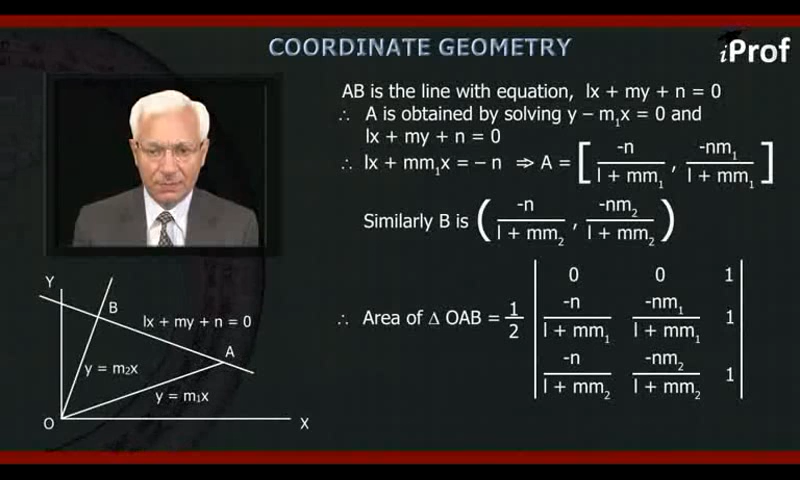 COORDINATE GEOMETRY
iProf
AB is the line with equation, lx + my + n = 0
∴ A is obtained by solving y – m₁x = 0 and
lx + my + n = 0
∴ lx + mm₁x = – n ⇒ A = [ -n / l + mm₁ , -nm₁ / l + mm₁ ]
Similarly B is ( -n / l + mm₂ , -nm₂ / l + mm₂ )
∴ Area of Δ OAB = 1/2 | 0 0 1
-n / l + mm₁ -nm₁ / l + mm₁ 1
-n / l + mm₂ -nm₂ / l + mm₂ 1 |
Y
B
lx + my + n = 0
A
y = m₂x
y = m₁x
O
X